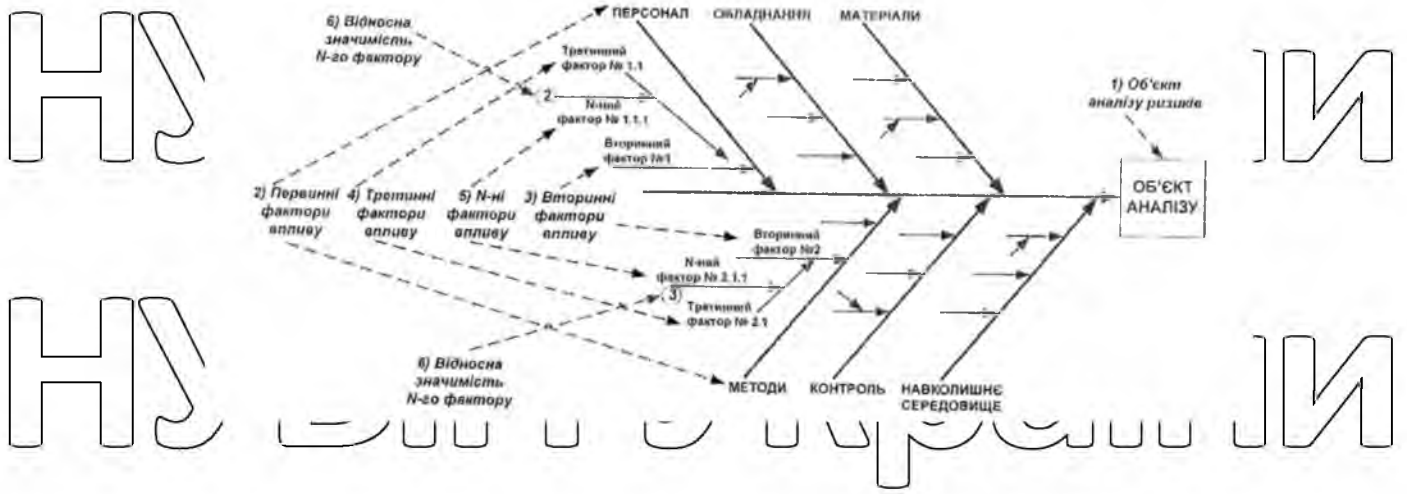 ПЕРСОНАЛ
ОБЛАДНАННЯ
МАТЕРІАЛИ
6) Відносна
значимість
N-го фактору
Третинний
фактор № 1.1
2
N-ний
фактор № 1.1.1
Вторинний
фактор №1
1) Об'єкт
аналізу ризиків
ОБ'ЄКТ
АНАЛІЗУ
2) Первинні
фактори
впливу
4) Третинні
фактори
впливу
5) N-ні
фактори
впливу
3) Вторинні
фактори
впливу
Вторинний
фактор №2
N-ний
фактор № 2.1.1
3
Третинний
фактор № 2.1
6) Відносна
значимість
N-го фактору
МЕТОДИ
КОНТРОЛЬ
НАВКОЛИШНЄ
СЕРЕДОВИЩЕ
НУ
И
НУ
И